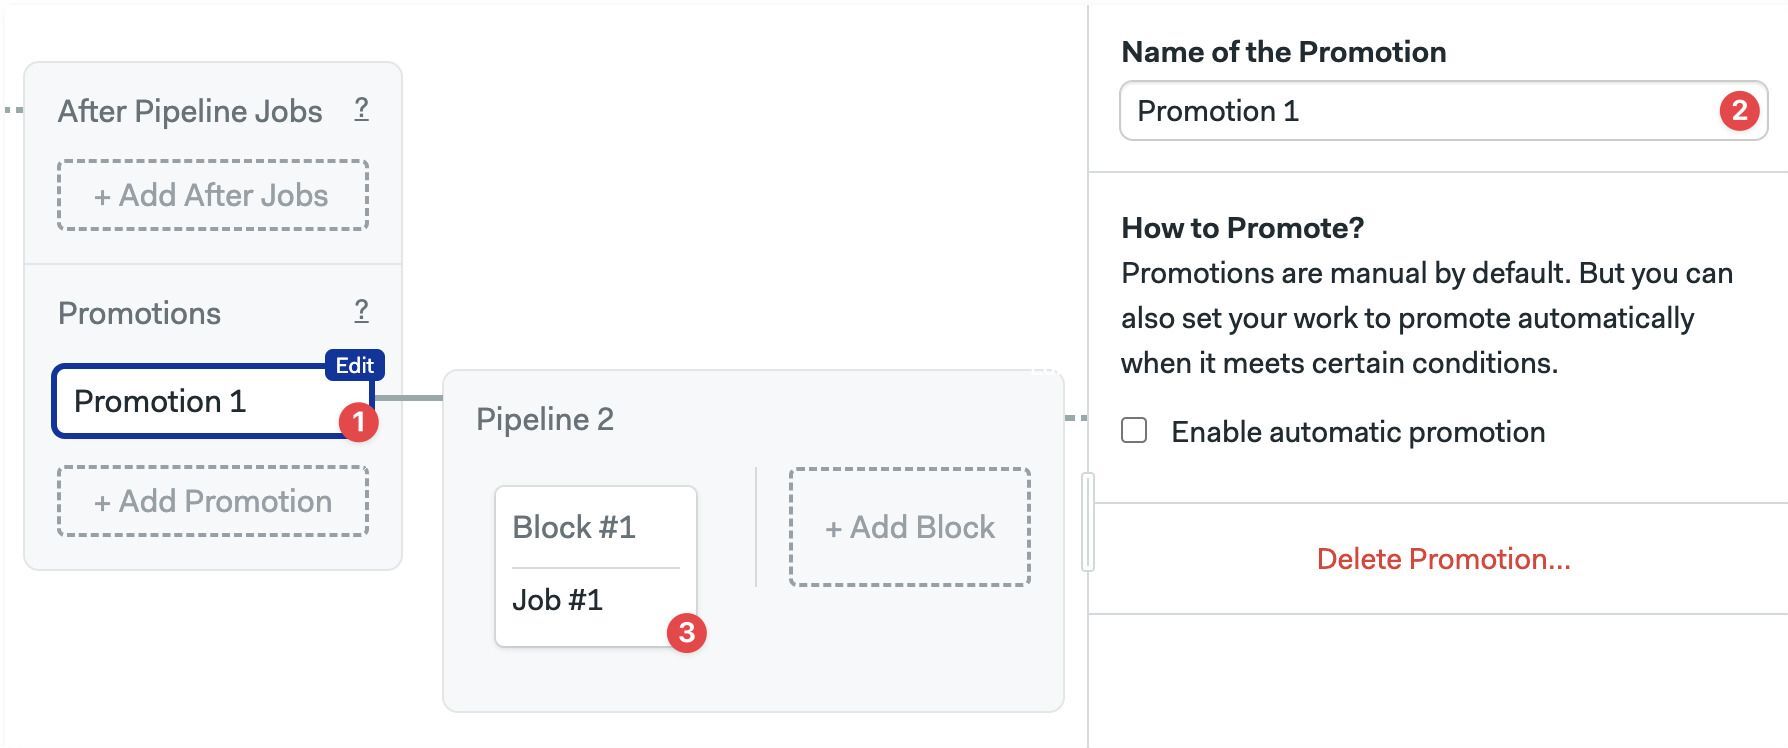 After Pipeline Jobs ?
+ Add After Jobs
Promotions ?
Edit
Promotion 1
1
+ Add Promotion
Pipeline 2
Block #1
Job #1
3
+ Add Block
Name of the Promotion
Promotion 1
2
How to Promote?
Promotions are manual by default. But you can
also set your work to promote automatically
when it meets certain conditions.
Enable automatic promotion
Delete Promotion...